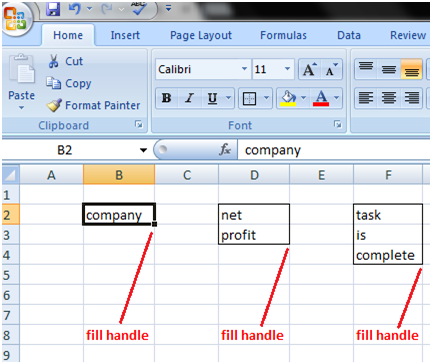 Home Insert Page Layout Formulas Data Review
Cut
Copy
Format Painter
Paste
Clipboard
Calibri 11 A A
B I U A
Font
B2 fx company
A B C D E F
1
2 company net task
3 profit is
4 complete
5
6
7
8 fill handle fill handle fill handle
9